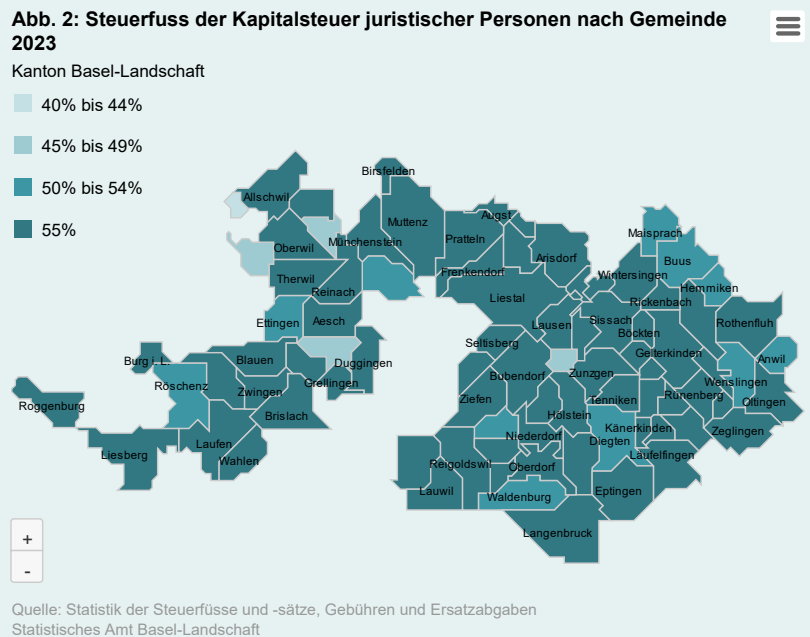 Abb. 2: Steuerfuss der Kapitalsteuer juristischer Personen nach Gemeinde
2023
Kanton Basel-Landschaft
40% bis 44%
45% bis 49%
50% bis 54%
55%
Birsfelden
Allschwil
Augst
Muttenz
Maisprach
Pratteln
Münchenstein
Oberwil
Arisdorf
Buus
Frenkendorf
Wintersingen
Therwil
Hemmiken
Reinach
Liestal
Rickenbach
Ettingen
Aesch
Lausen
Sissach
Rothenfluh
Böckten
Seltisberg
Gelterkinden
Burg i.L.
Blauen
Duggingen
Anwil
Bubendorf
Zunzgen
Röschenz
Grellingen
Wenslingen
Zwingen
Rünenberg
Ziefen
Tenniken
Oltingen
Roggenburg
Brislach
Hölstein
Känerkinden
Zeglingen
Niederdorf
Diegten
Laufen
Liesberg
Läufelfingen
Wahlen
Reigoldswil
Oberdorf
Lauwil
Waldenburg
Eptingen
Langenbruck
+
-
Quelle: Statistik der Steuerfüsse und -sätze, Gebühren und Ersatzabgaben
Statistisches Amt Basel-Landschaft